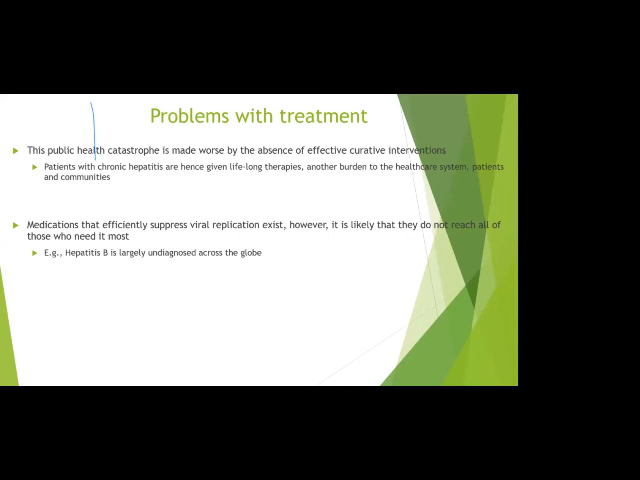 Problems with treatment
This public health catastrophe is made worse by the absence of effective curative interventions
Patients with chronic hepatitis are hence given life-long therapies, another burden to the healthcare system, patients
and communities
Medications that efficiently suppress viral replication exist, however, it is likely that they do not reach all of
those who need it most
E.g., Hepatitis B is largely undiagnosed across the globe